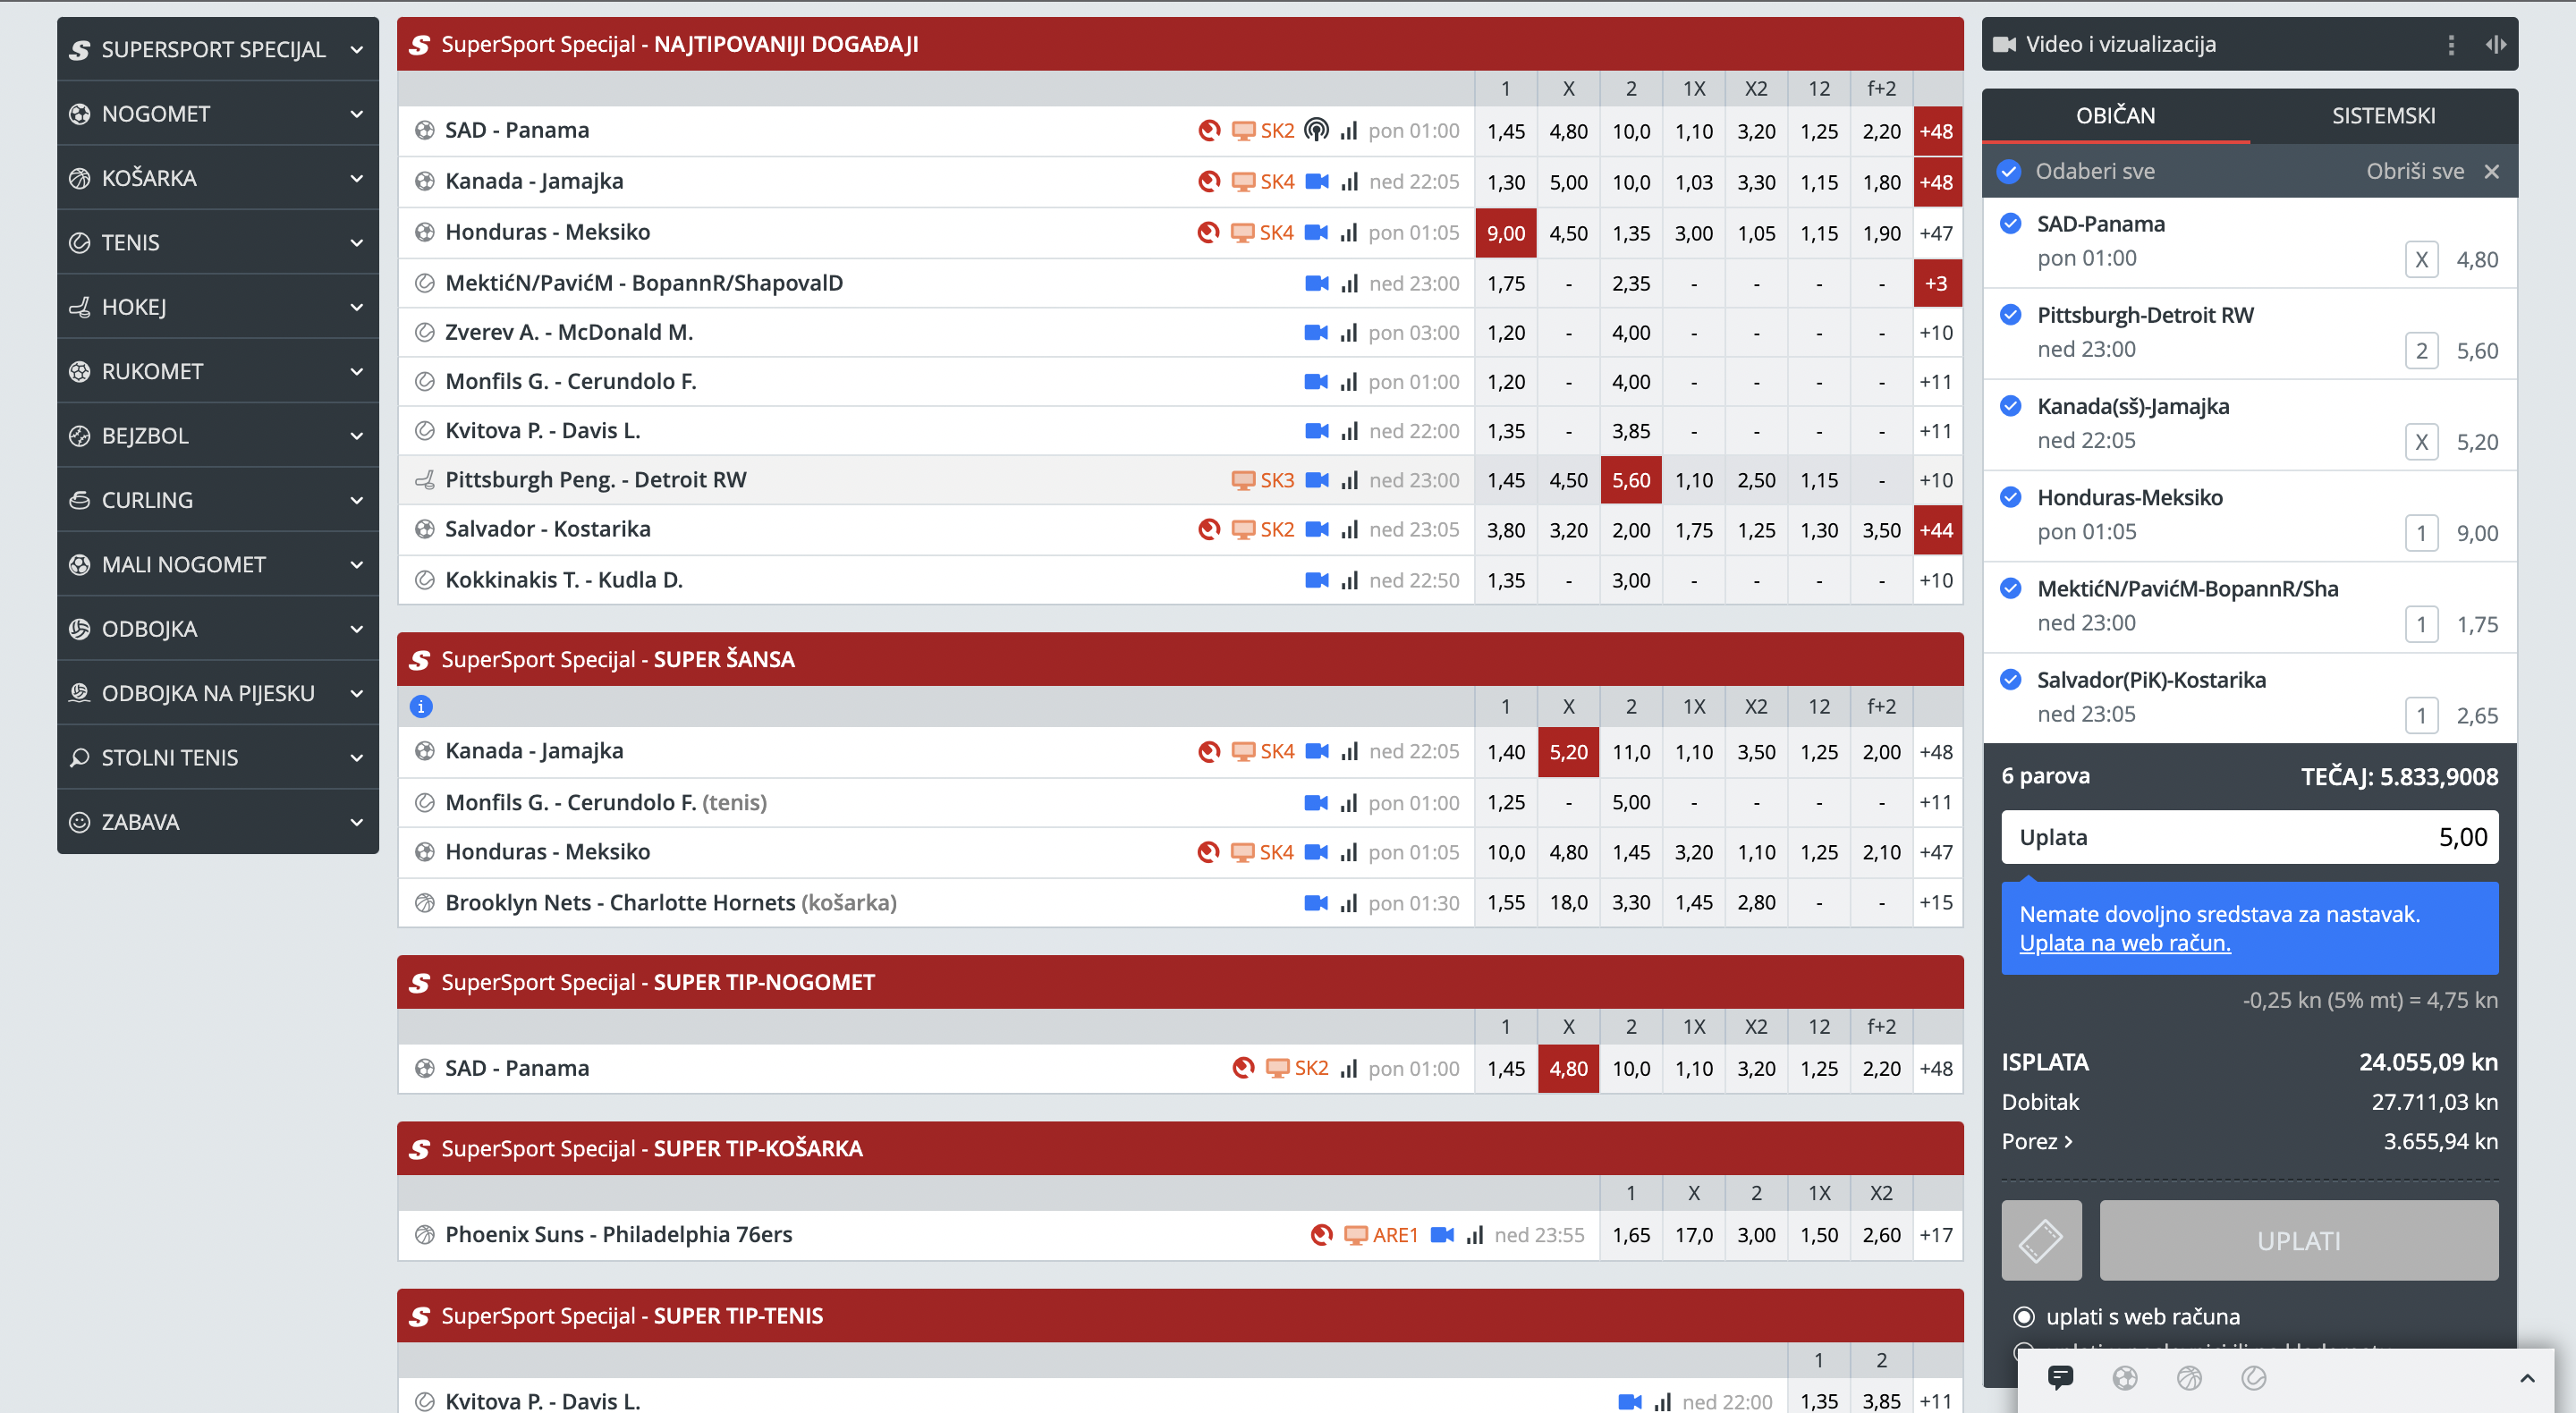 SUPERSPORT SPECIJAL
NOGOMET
KOŠARKA
TENIS
HOKEJ
RUKOMET
BEJZBOL
CURLING
MALI NOGOMET
ODBOJKA
ODBOJKA NA PIJESKU
STOLNI TENIS
ZABAVA
SuperSport Specijal - NAJTIPOVANIJI DOGAĐAJI
1 X 2 1X X2 12 f+2
SAD - Panama SK2 pon 01:00 1,45 4,80 10,0 1,10 3,20 1,25 2,20 +48
Kanada - Jamajka SK4 ned 22:05 1,30 5,00 10,0 1,03 3,30 1,15 1,80 +48
Honduras - Meksiko SK4 pon 01:05 9,00 4,50 1,35 3,00 1,05 1,15 1,90 +47
MektićN/PavićM - BopannR/ShapovalD ned 23:00 1,75 - 2,35 - - - - +3
Zverev A. - McDonald M. pon 03:00 1,20 - 4,00 - - - - +10
Monfils G. - Cerundolo F. pon 01:00 1,20 - 4,00 - - - - +11
Kvitova P. - Davis L. ned 22:00 1,35 - 3,85 - - - - +11
Pittsburgh Peng. - Detroit RW SK3 ned 23:00 1,45 4,50 5,60 1,10 2,50 1,15 - +10
Salvador - Kostarika SK2 ned 23:05 3,80 3,20 2,00 1,75 1,25 1,30 3,50 +44
Kokkinakis T. - Kudla D. ned 22:50 1,35 - 3,00 - - - - +10
SuperSport Specijal - SUPER ŠANSA
i 1 X 2 1X X2 12 f+2
Kanada - Jamajka SK4 ned 22:05 1,40 5,20 11,0 1,10 3,50 1,25 2,00 +48
Monfils G. - Cerundolo F. (tenis) pon 01:00 1,25 - 5,00 - - - - +11
Honduras - Meksiko SK4 pon 01:05 10,0 4,80 1,45 3,20 1,10 1,25 2,10 +47
Brooklyn Nets - Charlotte Hornets (košarka) pon 01:30 1,55 18,0 3,30 1,45 2,80 - - +15
SuperSport Specijal - SUPER TIP-NOGOMET
1 X 2 1X X2 12 f+2
SAD - Panama SK2 pon 01:00 1,45 4,80 10,0 1,10 3,20 1,25 2,20 +48
SuperSport Specijal - SUPER TIP-KOŠARKA
1 X 2 1X X2
Phoenix Suns - Philadelphia 76ers ARE1 ned 23:55 1,65 17,0 3,00 1,50 2,60 +17
SuperSport Specijal - SUPER TIP-TENIS
1 2
Kvitova P. - Davis L. ned 22:00 1,35 3,85 +11
Video i vizualizacija
OBIČAN SISTEMSKI
Odaberi sve Obriši sve
SAD-Panama
pon 01:00 X 4,80
Pittsburgh-Detroit RW
ned 23:00 2 5,60
Kanada(sš)-Jamajka
ned 22:05 X 5,20
Honduras-Meksiko
pon 01:05 1 9,00
MektićN/PavićM-BopannR/Sha
ned 23:00 1 1,75
Salvador(PiK)-Kostarika
ned 23:05 1 2,65
6 parova TEČAJ: 5.833,9008
Uplata 5,00
Nemate dovoljno sredstava za nastavak.
Uplata na web račun.
-0,25 kn (5% mt) = 4,75 kn
ISPLATA 24.055,09 kn
Dobitak 27.711,03 kn
Porez 3.655,94 kn
UPLATI
uplati s web računa